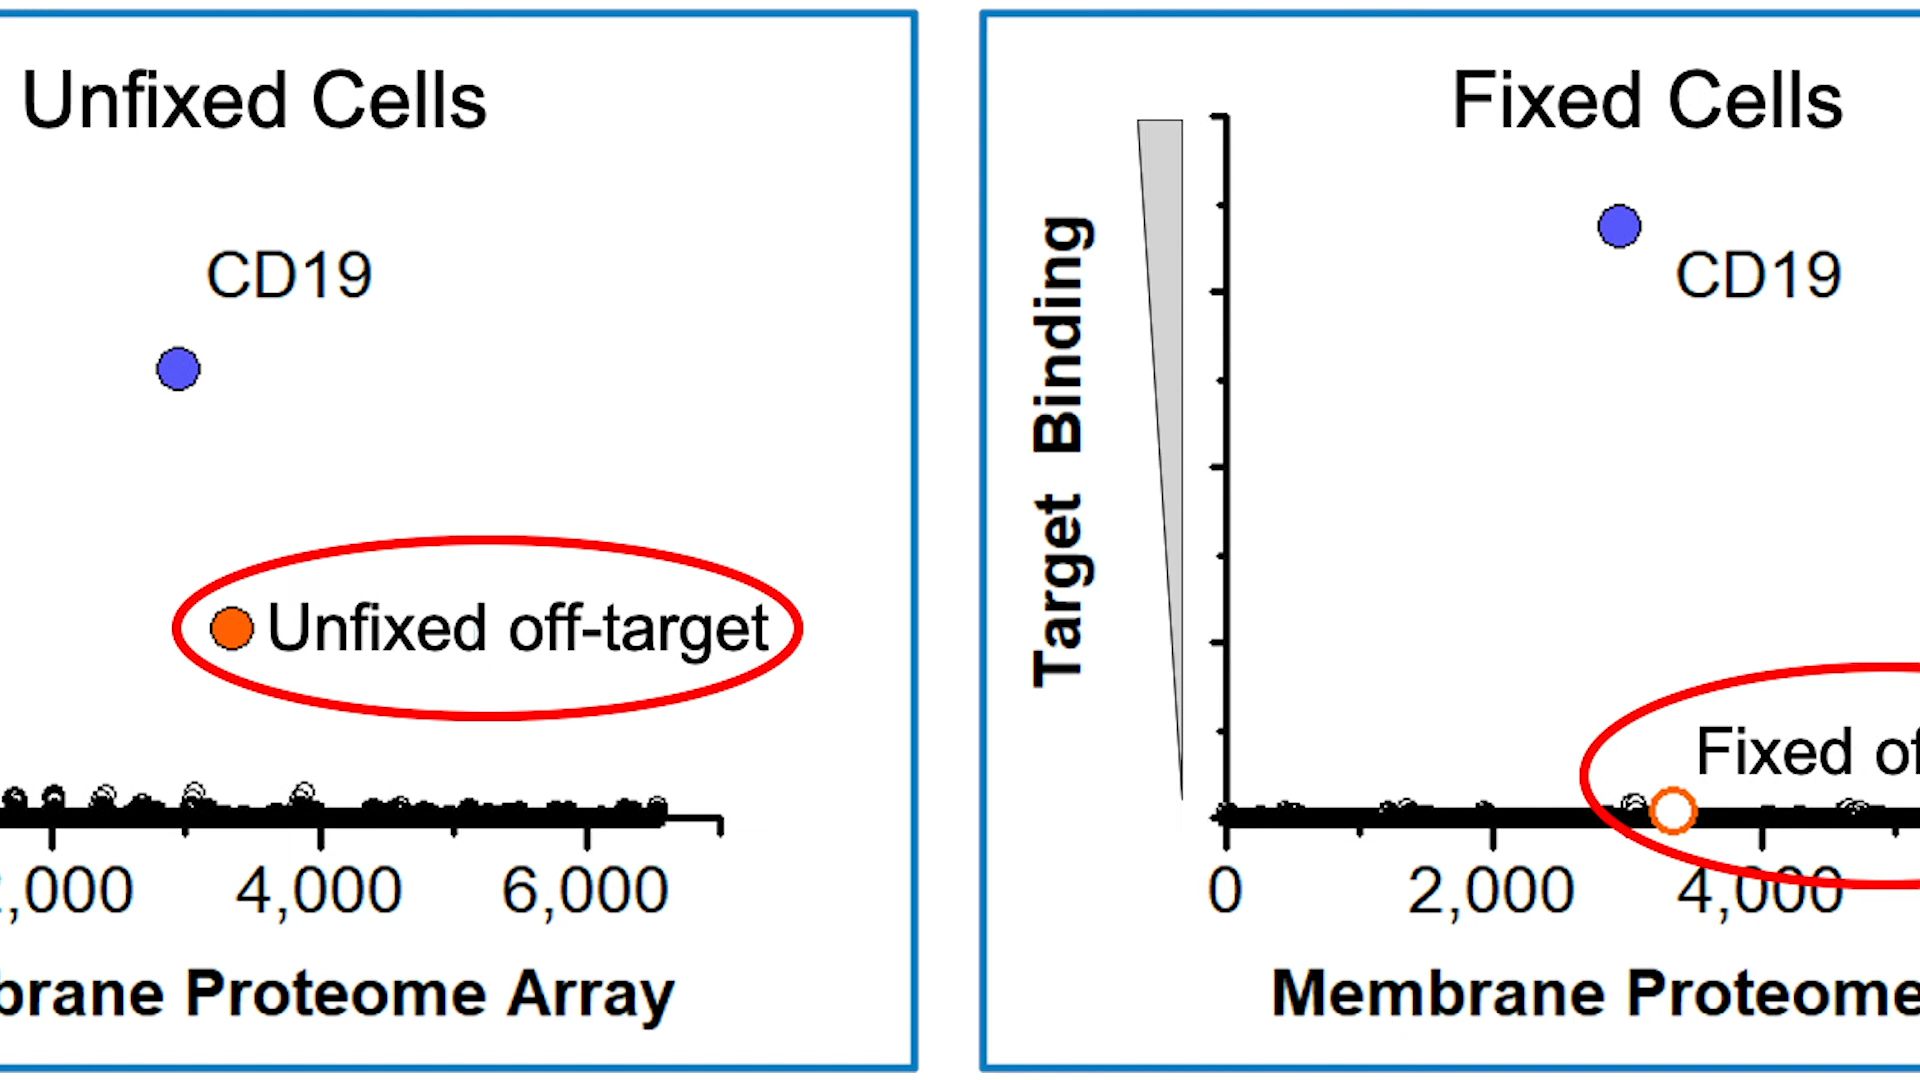 Unfixed Cells
CD19
Unfixed off-target
,000 4,000 6,000
brane Proteome Array
Fixed Cells
Target Binding
CD19
Fixed of
0 2,000 4,000
Membrane Proteome